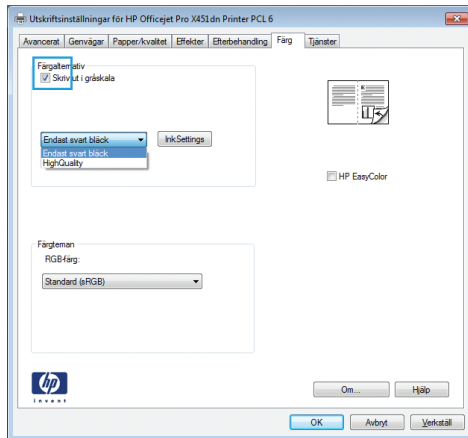 Utskriftsinställningar för HP Officejet Pro X451dn Printer PCL 6
Avancerat Genvägar Papper/kvalitet Effekter Efterbehandling Färg Tjänster
Färgalternativ
Skriv ut i gråskala
Endast svart bläck InkSettings
Endast svart bläck
HighQuality
HP EasyColor
Färgteman
RGB-färg:
Standard (sRGB)
hp
invent
Om... Hjälp
OK Avbryt Verkställ